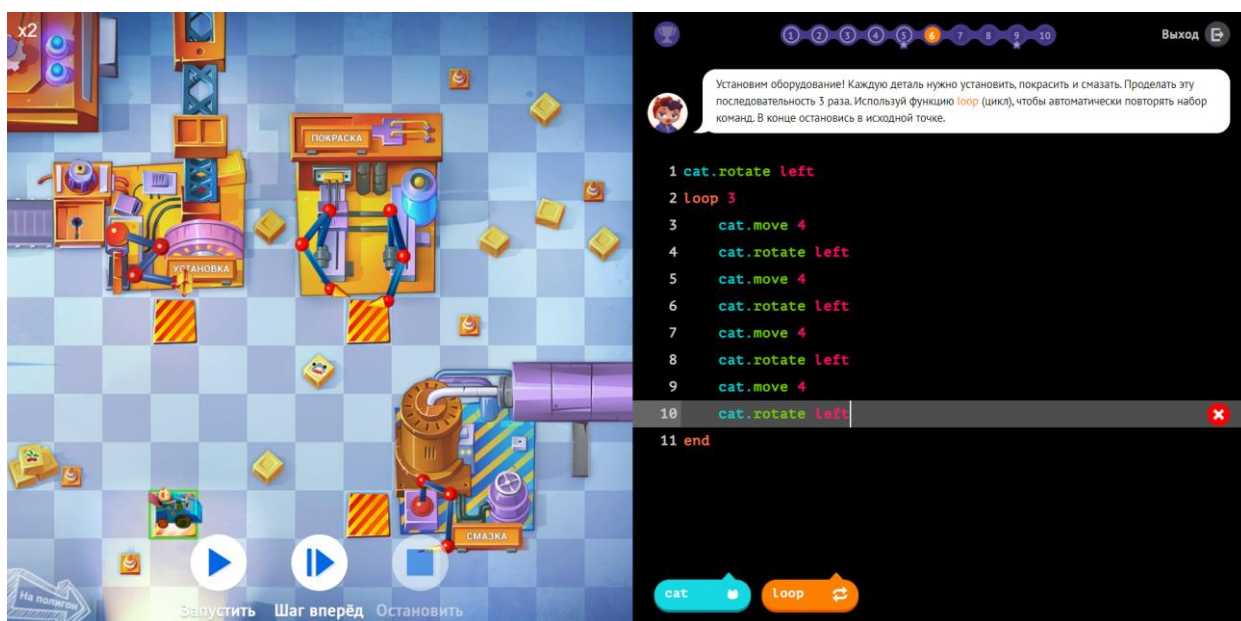 x2
ПОКРАСКА
УСТАНОВКА
СМАЗКА
На полигон
Запустить
Шаг вперёд
Остановить
1 2 3 4 5 6 7 8 9 10
Выход
Установим оборудование! Каждую деталь нужно установить, покрасить и смазать. Проделать эту
последовательность 3 раза. Используй функцию loop (цикл), чтобы автоматически повторять набор
команд. В конце остановись в исходной точке.
1 cat.rotate left
2 loop 3
3 cat.move 4
4 cat.rotate left
5 cat.move 4
6 cat.rotate left
7 cat.move 4
8 cat.rotate left
9 cat.move 4
10 cat.rotate left
11 end
cat
loop